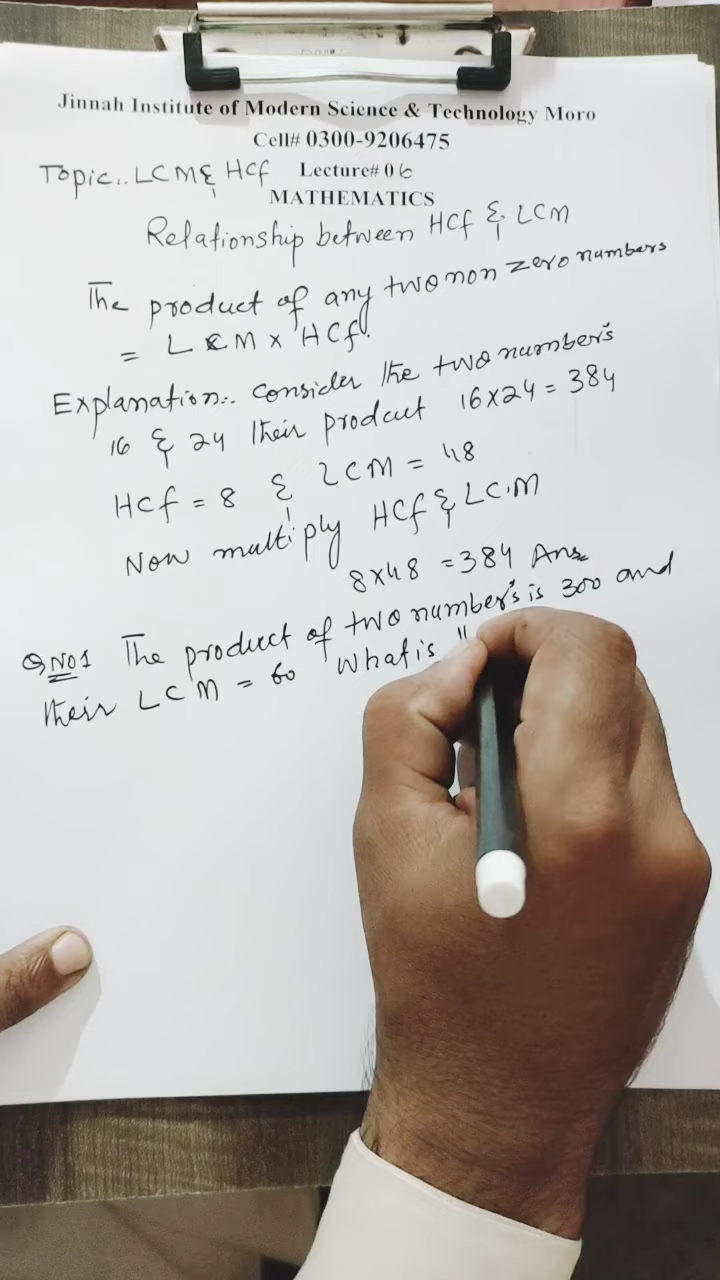 Jinnah Institute of Modern Science & Technology Moro
Cell# 0300-9206475
Topic:. LCM & HCf Lecture# 06
MATHEMATICS
Relationship between HCf & LCM
The product of any two non zero numbers
= LCM x HCf.
Explanation:. consider the two number's
16 & 24 their product 16x24 = 384
HCf = 8 & LCM = 48
Now multiply HCf & LC.M
8x48 = 384 Ans
Q NO1 The product of two number's is 300 and
their LCM = 60 What is